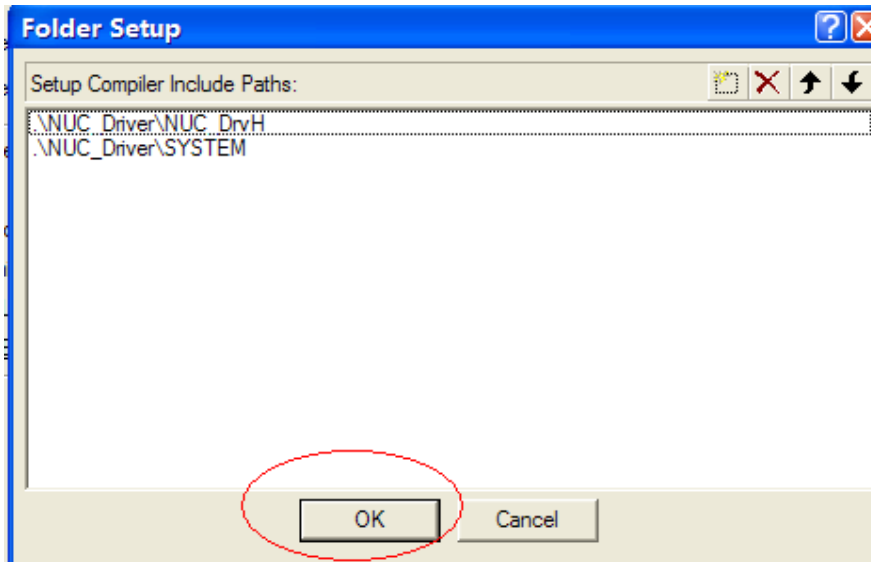 Folder Setup
Setup Compiler Include Paths:
.\NUC_Driver\NUC_DrvH
.\NUC_Driver\SYSTEM
OK
Cancel